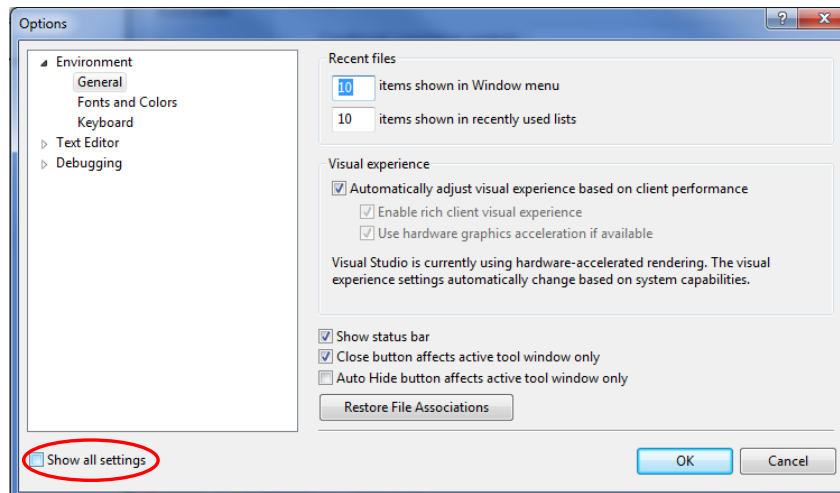 Options
Environment
General
Fonts and Colors
Keyboard
Text Editor
Debugging
Recent files
10 items shown in Window menu
10 items shown in recently used lists
Visual experience
Automatically adjust visual experience based on client performance
Enable rich client visual experience
Use hardware graphics acceleration if available
Visual Studio is currently using hardware-accelerated rendering. The visual
experience settings automatically change based on system capabilities.
Show status bar
Close button affects active tool window only
Auto Hide button affects active tool window only
Restore File Associations
Show all settings
OK
Cancel